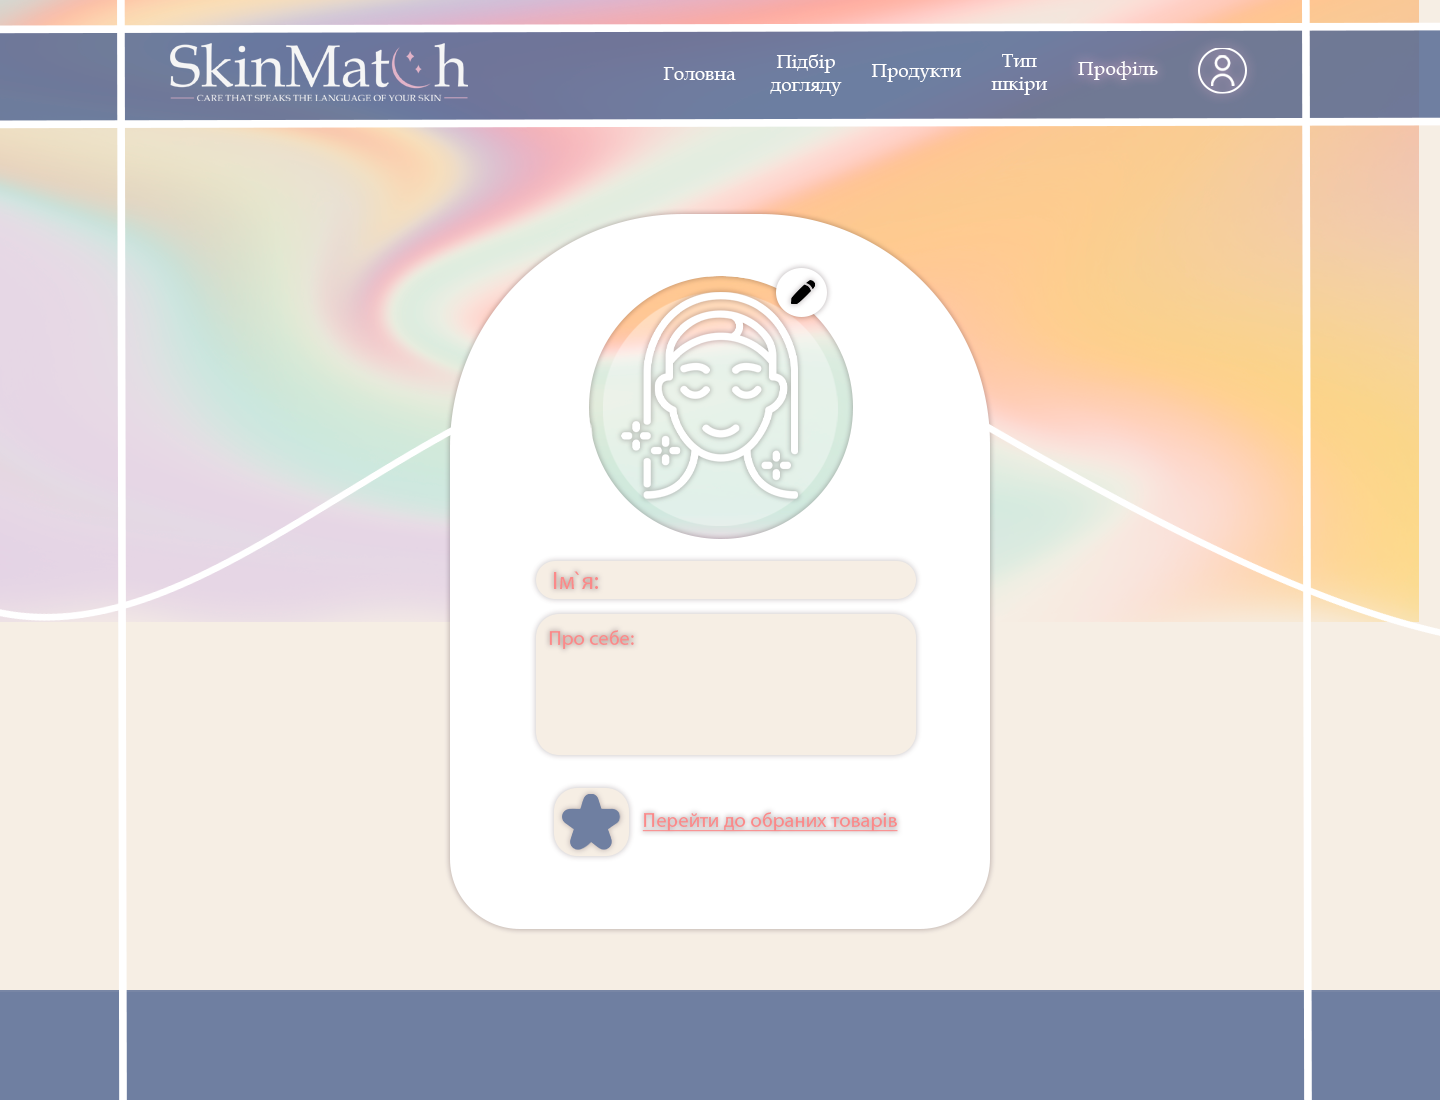 SkinMatch
CARE THAT SPEAKS THE LANGUAGE OF YOUR SKIN
Головна
Підбір
догляду
Продукти
Тип
шкіри
Профіль
Ім`я:
Про себе:
Перейти до обраних товарів